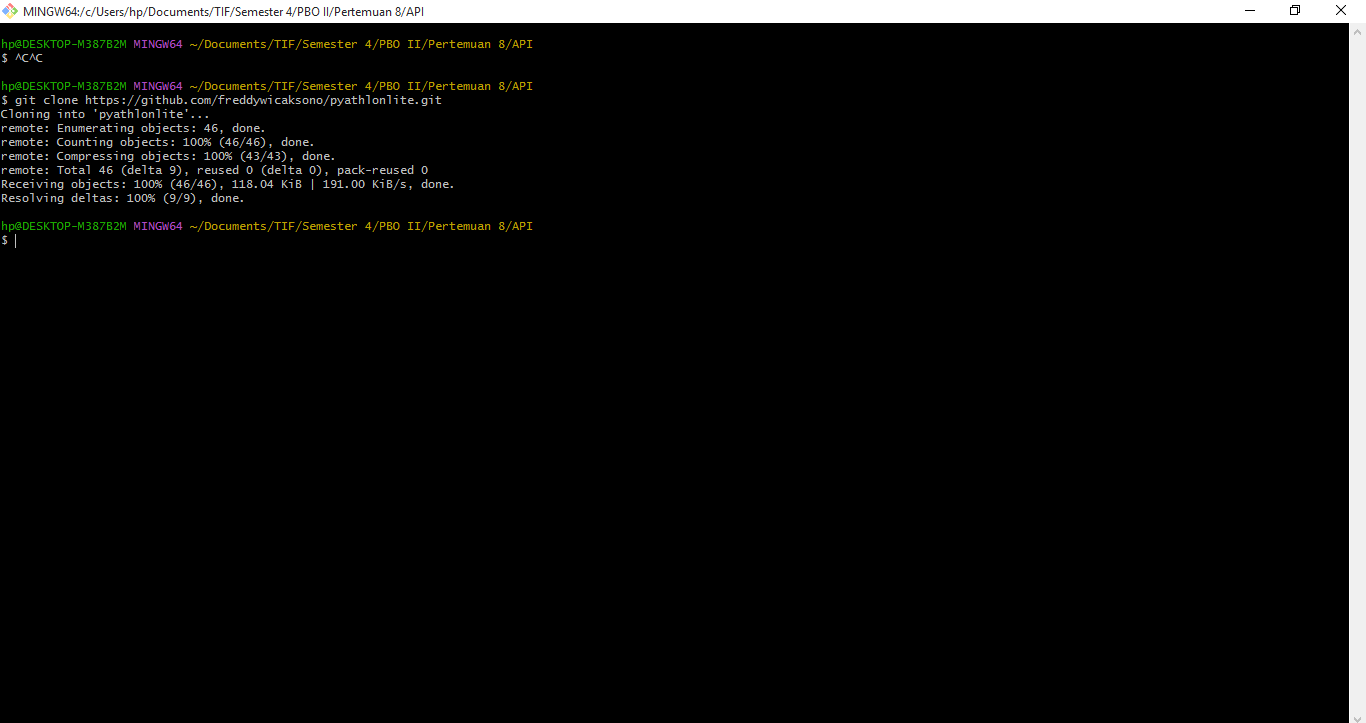 MINGW64:/c/Users/hp/Documents/TIF/Semester 4/PBO II/Pertemuan 8/API
hp@DESKTOP-M387B2M MINGW64 ~/Documents/TIF/Semester 4/PBO II/Pertemuan 8/API
$ ^C^C
hp@DESKTOP-M387B2M MINGW64 ~/Documents/TIF/Semester 4/PBO II/Pertemuan 8/API
$ git clone https://github.com/freddywicaksono/pyathlonlite.git
Cloning into 'pyathlonlite'...
remote: Enumerating objects: 46, done.
remote: Counting objects: 100% (46/46), done.
remote: Compressing objects: 100% (43/43), done.
remote: Total 46 (delta 9), reused 0 (delta 0), pack-reused 0
Receiving objects: 100% (46/46), 118.04 KiB | 191.00 KiB/s, done.
Resolving deltas: 100% (9/9), done.
hp@DESKTOP-M387B2M MINGW64 ~/Documents/TIF/Semester 4/PBO II/Pertemuan 8/API
$